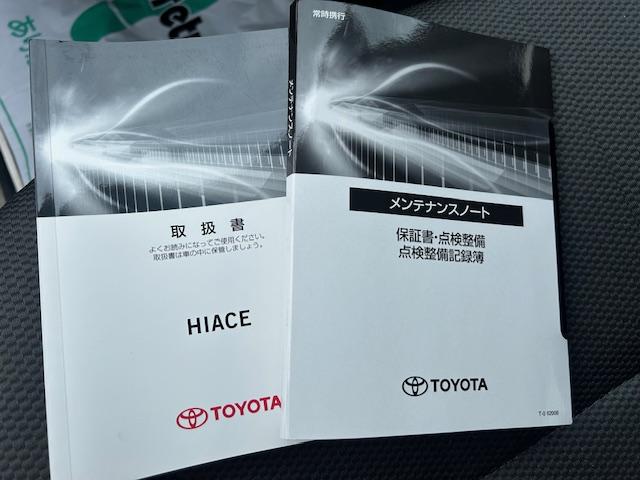 取扱書
よくお読みになってご使用ください。
取扱書は車の中に保管しましょう。
HIACE
TOYOTA
常時携行
メンテナンスノート
メンテナンスノート
保証書・点検整備
点検整備記録簿
TOYOTA